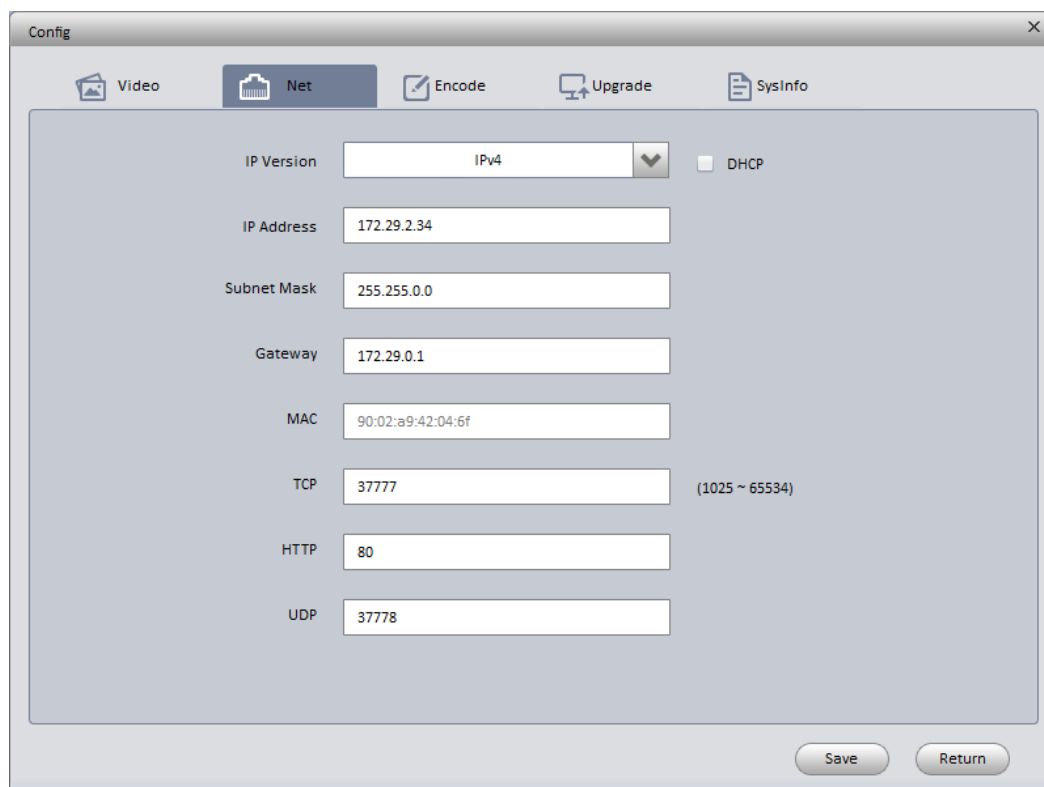 Config
Video Net Encode Upgrade SysInfo
IP Version IPv4 DHCP
IP Address 172.29.2.34
Subnet Mask 255.255.0.0
Gateway 172.29.0.1
MAC 90:02:a9:42:04:6f
TCP 37777 (1025 ~ 65534)
HTTP 80
UDP 37778
Save Return